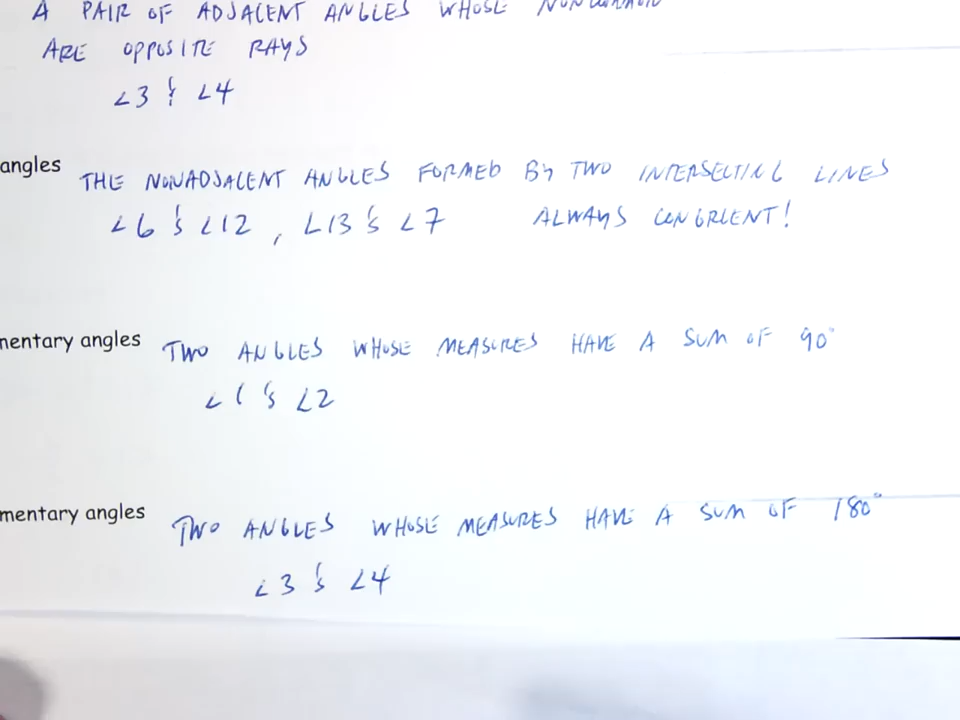 A PAIR OF ADJACENT ANGLES WHOSE
ARE OPPOSITE RAYS
∠3 & ∠4
angles THE NONADJACENT ANGLES FORMED BY TWO INTERSECTING LINES
∠6 & ∠12, ∠13 & ∠7 ALWAYS CONGRUENT!
mentary angles TWO ANGLES WHOSE MEASURES HAVE A SUM OF 90°
∠1 & ∠2
mentary angles TWO ANGLES WHOSE MEASURES HAVE A SUM OF 180°
∠3 & ∠4